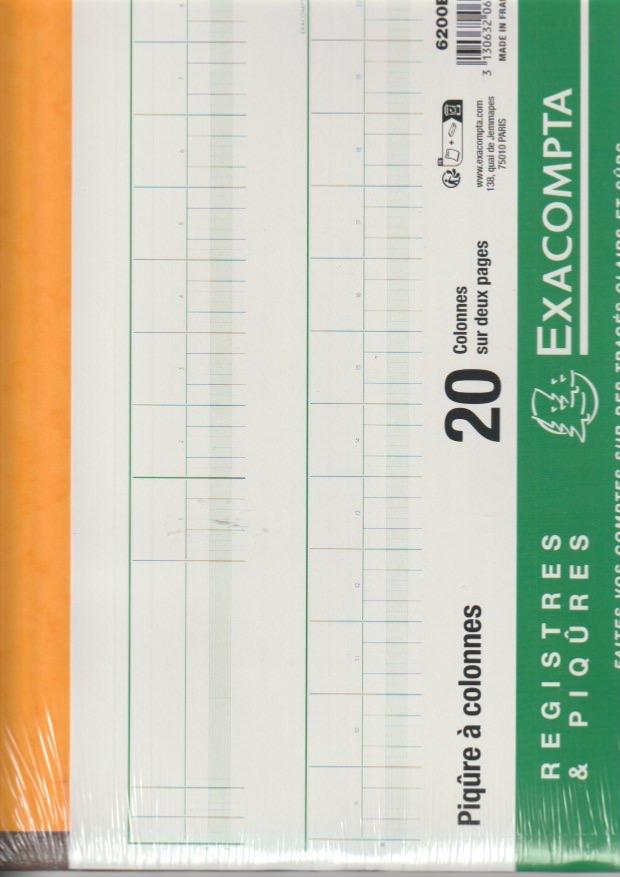 6200E
3 130632 06
MADE IN FRA
www.exacompta.com
138, quai de Jemmapes
75010 PARIS
Piqûre à colonnes
20
Colonnes
sur deux pages
REGISTRES
& PIQÛRES
EXACOMPTA